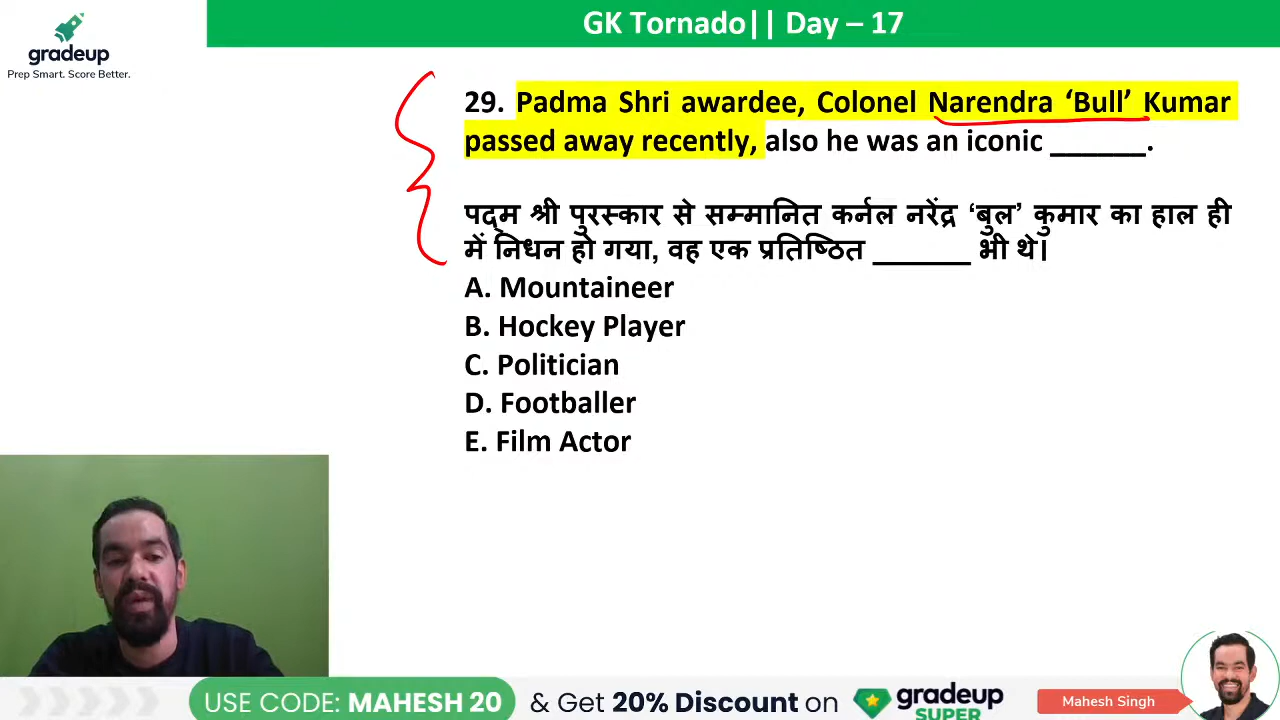 gradeup
Prep Smart. Score Better.
GK Tornado|| Day – 17
29. Padma Shri awardee, Colonel Narendra ‘Bull’ Kumar
passed away recently, also he was an iconic ______.
पद्म श्री पुरस्कार से सम्मानित कर्नल नरेंद्र ‘बुल’ कुमार का हाल ही
में निधन हो गया, वह एक प्रतिष्ठित ______ भी थे।
A. Mountaineer
B. Hockey Player
C. Politician
D. Footballer
E. Film Actor
USE CODE: MAHESH 20 & Get 20% Discount on gradeup SUPER
Mahesh Singh